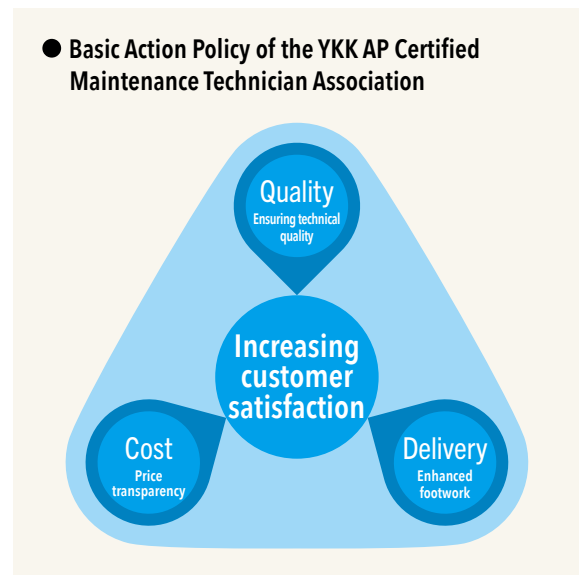 ● Basic Action Policy of the YKK AP Certified
Maintenance Technician Association
Quality
Ensuring technical
quality
Increasing
customer
satisfaction
Cost
Price
transparency
Delivery
Enhanced
footwork